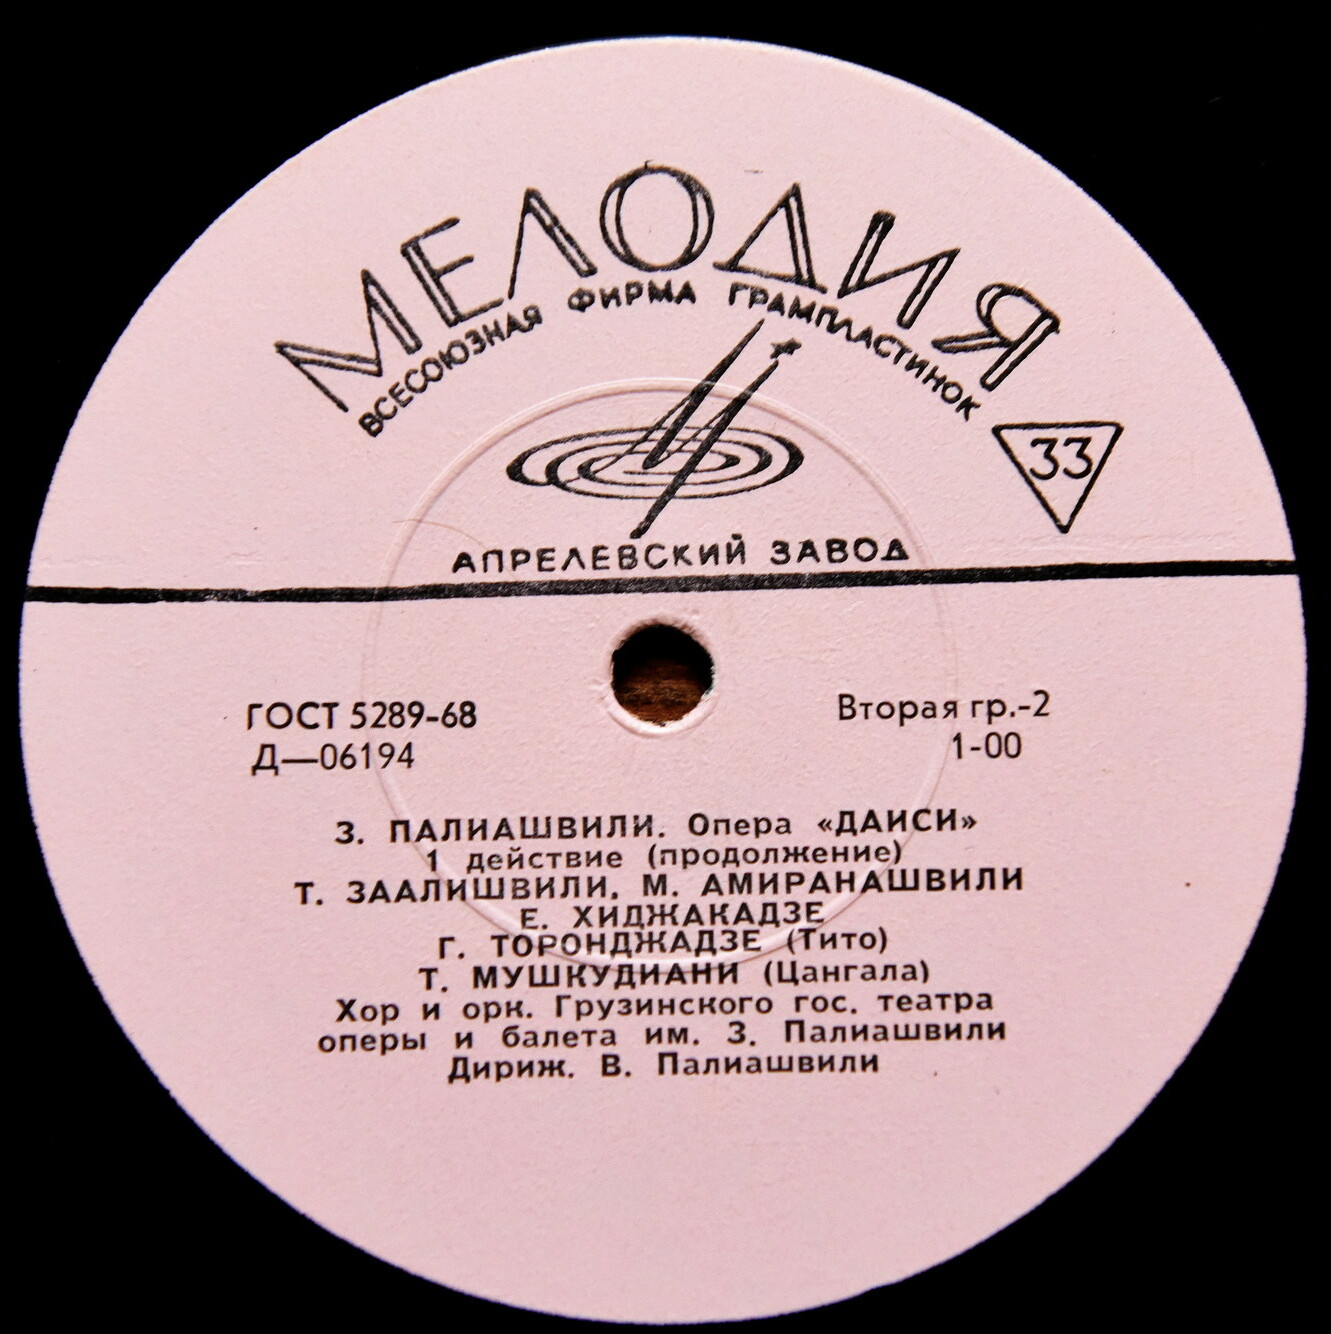 МЕЛОДИЯ
ВСЕСОЮЗНАЯ ФИРМА ГРАМПЛАСТИНОК
33
АПРЕЛЕВСКИЙ ЗАВОД
ГОСТ 5289-68
Д—06194
Вторая гр.-2
1-00
З. ПАЛИАШВИЛИ. Опера «ДАИСИ»
1 действие (продолжение)
Т. ЗААЛИШВИЛИ, М. АМИРАНАШВИЛИ
Е. ХИДЖАКАДЗЕ
Г. ТОРОНДЖАДЗЕ (Тито)
Т. МУШКУДИАНИ (Цангала)
Хор и орк. Грузинского гос. театра
оперы и балета им. З. Палиашвили
Дириж. В. Палиашвили